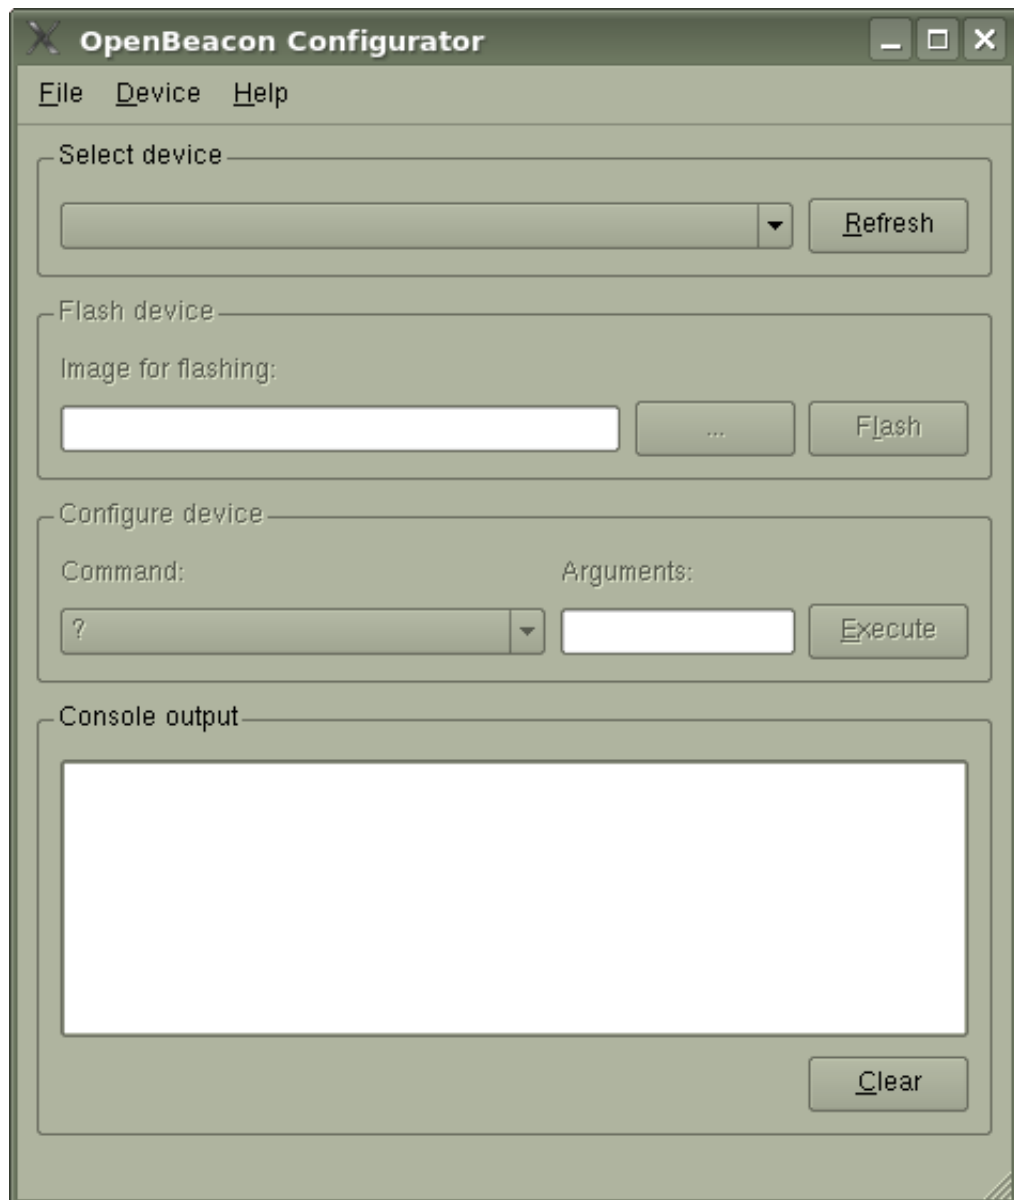 OpenBeacon Configurator
File Device Help
Select device
Refresh
Flash device
Image for flashing:
... Flash
Configure device
Command: Arguments:
? Execute
Console output
Clear